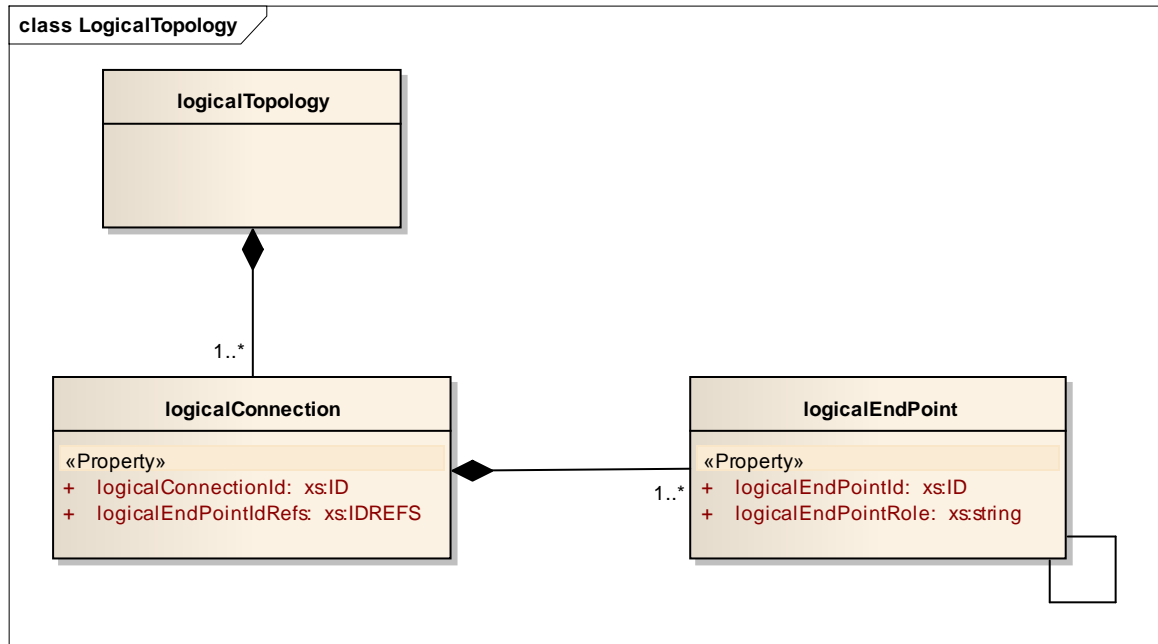 class LogicalTopology
logicalTopology
1..*
logicalConnection
«Property»
+ logicalConnectionId: xs:ID
+ logicalEndPointIdRefs: xs:IDREFS
1..*
logicalEndPoint
«Property»
+ logicalEndPointId: xs:ID
+ logicalEndPointRole: xs:string